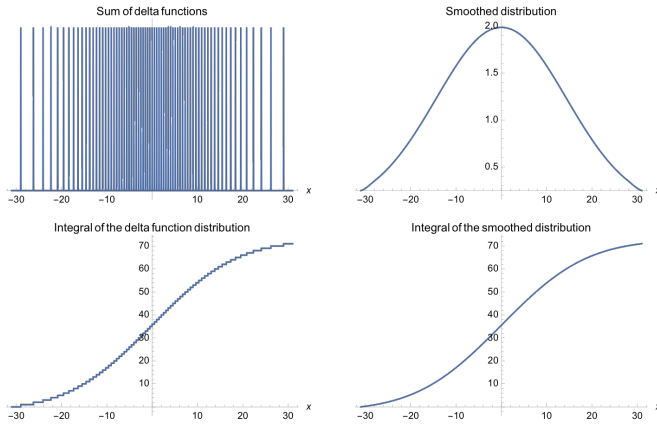 Sum of delta functions
−30 −20 −10 0 10 20 30 x
Smoothed distribution
2.0
1.5
1.0
0.5
−30 −20 −10 0 10 20 30
Integral of the delta function distribution
70
60
50
40
30
20
10
−30 −20 −10 0 10 20 30 x
Integral of the smoothed distribution
70
60
50
40
30
20
10
−30 −20 −10 0 10 20 30